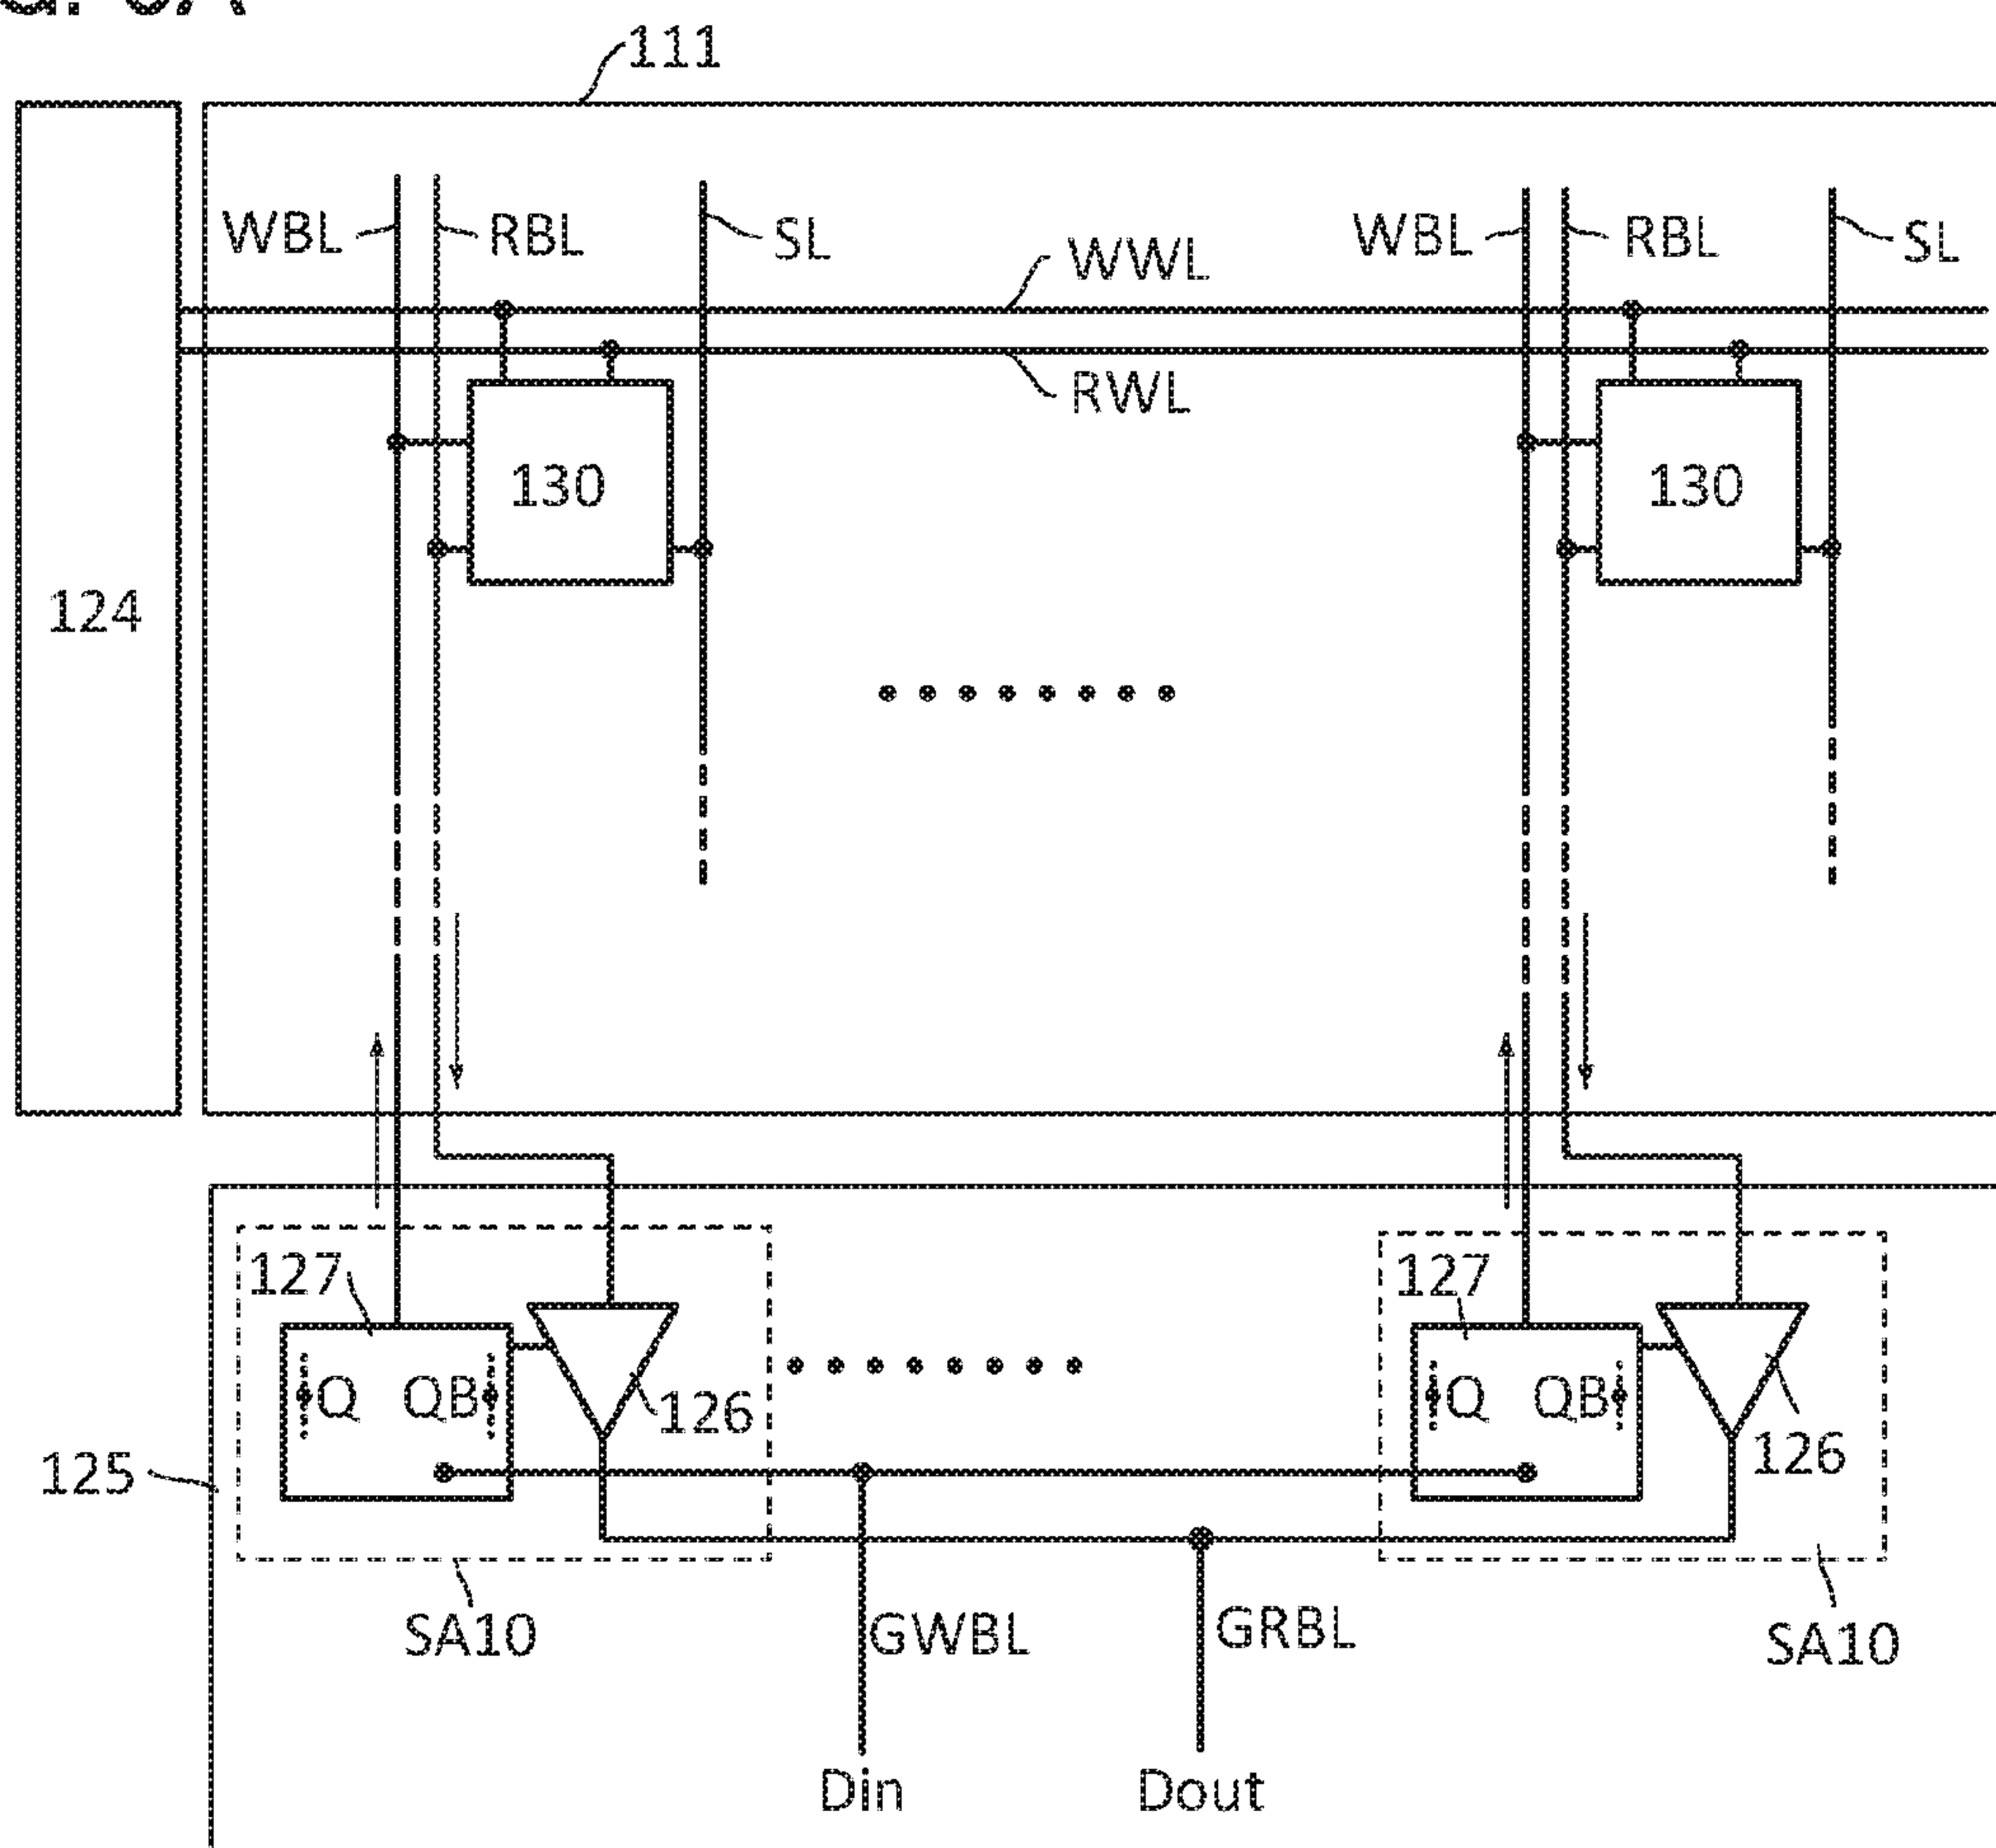 111
WBL RBL SL WWL WBL RBL SL
RWL
130 130
124
127 127
Q QB Q QB
126 126
125
SA10 GWBL GRBL SA10
Din Dout